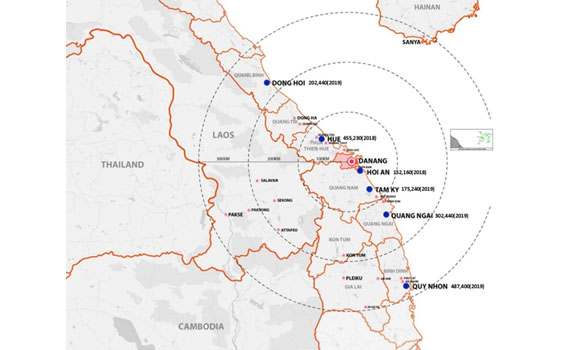 HAINAN
SANYA
QUANG BINH
DONG HOI 202,440(2019)
DONG HA
QUANG TRI
LAOS
HUE 455,230(2018)
THUA
THIEN-HUE
THAILAND
300KM
200KM
100KM
DANANG
HOI AN 152,160(2018)
SALAVAN
QUANG NAM
TAM KY 175,240(2019)
SEKONG
PAKSONG
PAKSE
QUANG NGAI 302,440(2019)
QUANG
NGAI
ATTAPEU
KON TUM
KON TUM
BINH DINH
PLEIKU
GIA LAI
QUY NHON 487,400(2019)
CAMBODIA